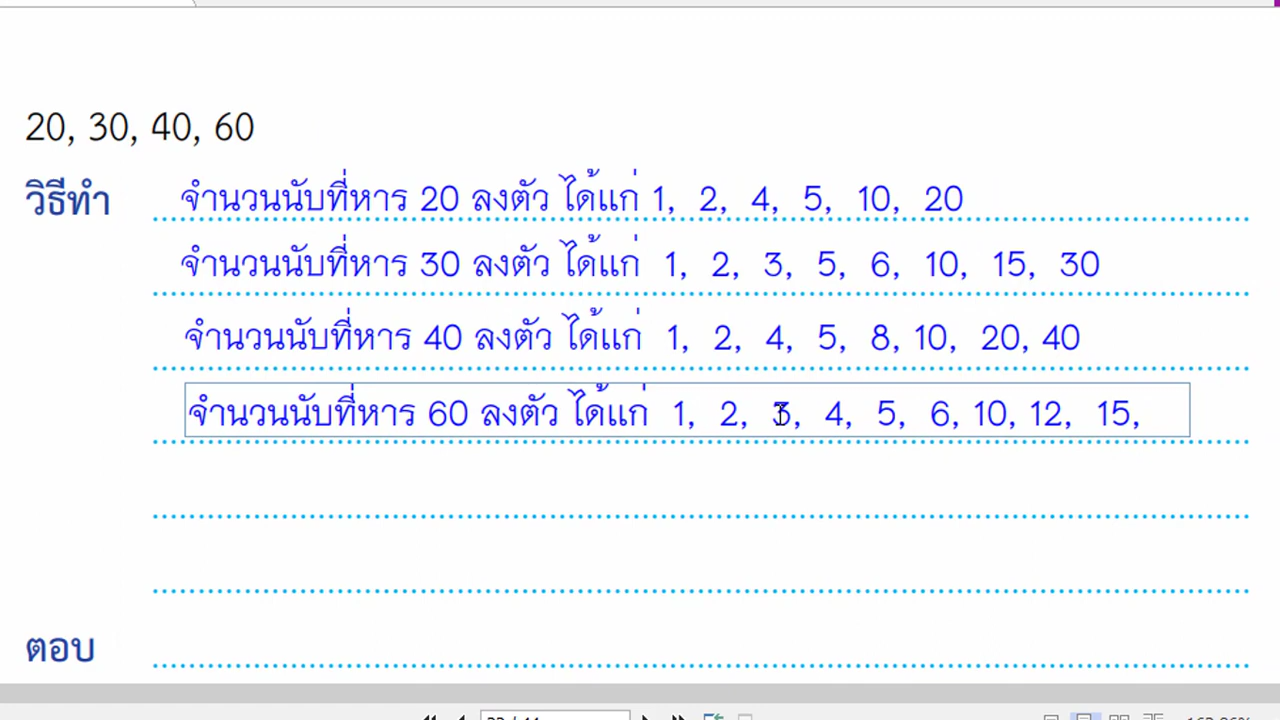 20, 30, 40, 60
วิธีทำ จำนวนนับที่หาร 20 ลงตัว ได้แก่ 1, 2, 4, 5, 10, 20
จำนวนนับที่หาร 30 ลงตัว ได้แก่ 1, 2, 3, 5, 6, 10, 15, 30
จำนวนนับที่หาร 40 ลงตัว ได้แก่ 1, 2, 4, 5, 8, 10, 20, 40
จำนวนนับที่หาร 60 ลงตัว ได้แก่ 1, 2, 3, 4, 5, 6, 10, 12, 15,
ตอบ